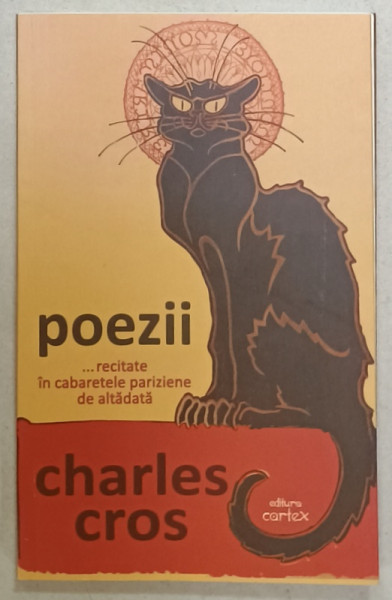 poezii
...recitate
în cabaretele pariziene
de altădată
charles
cros
editura
cartex